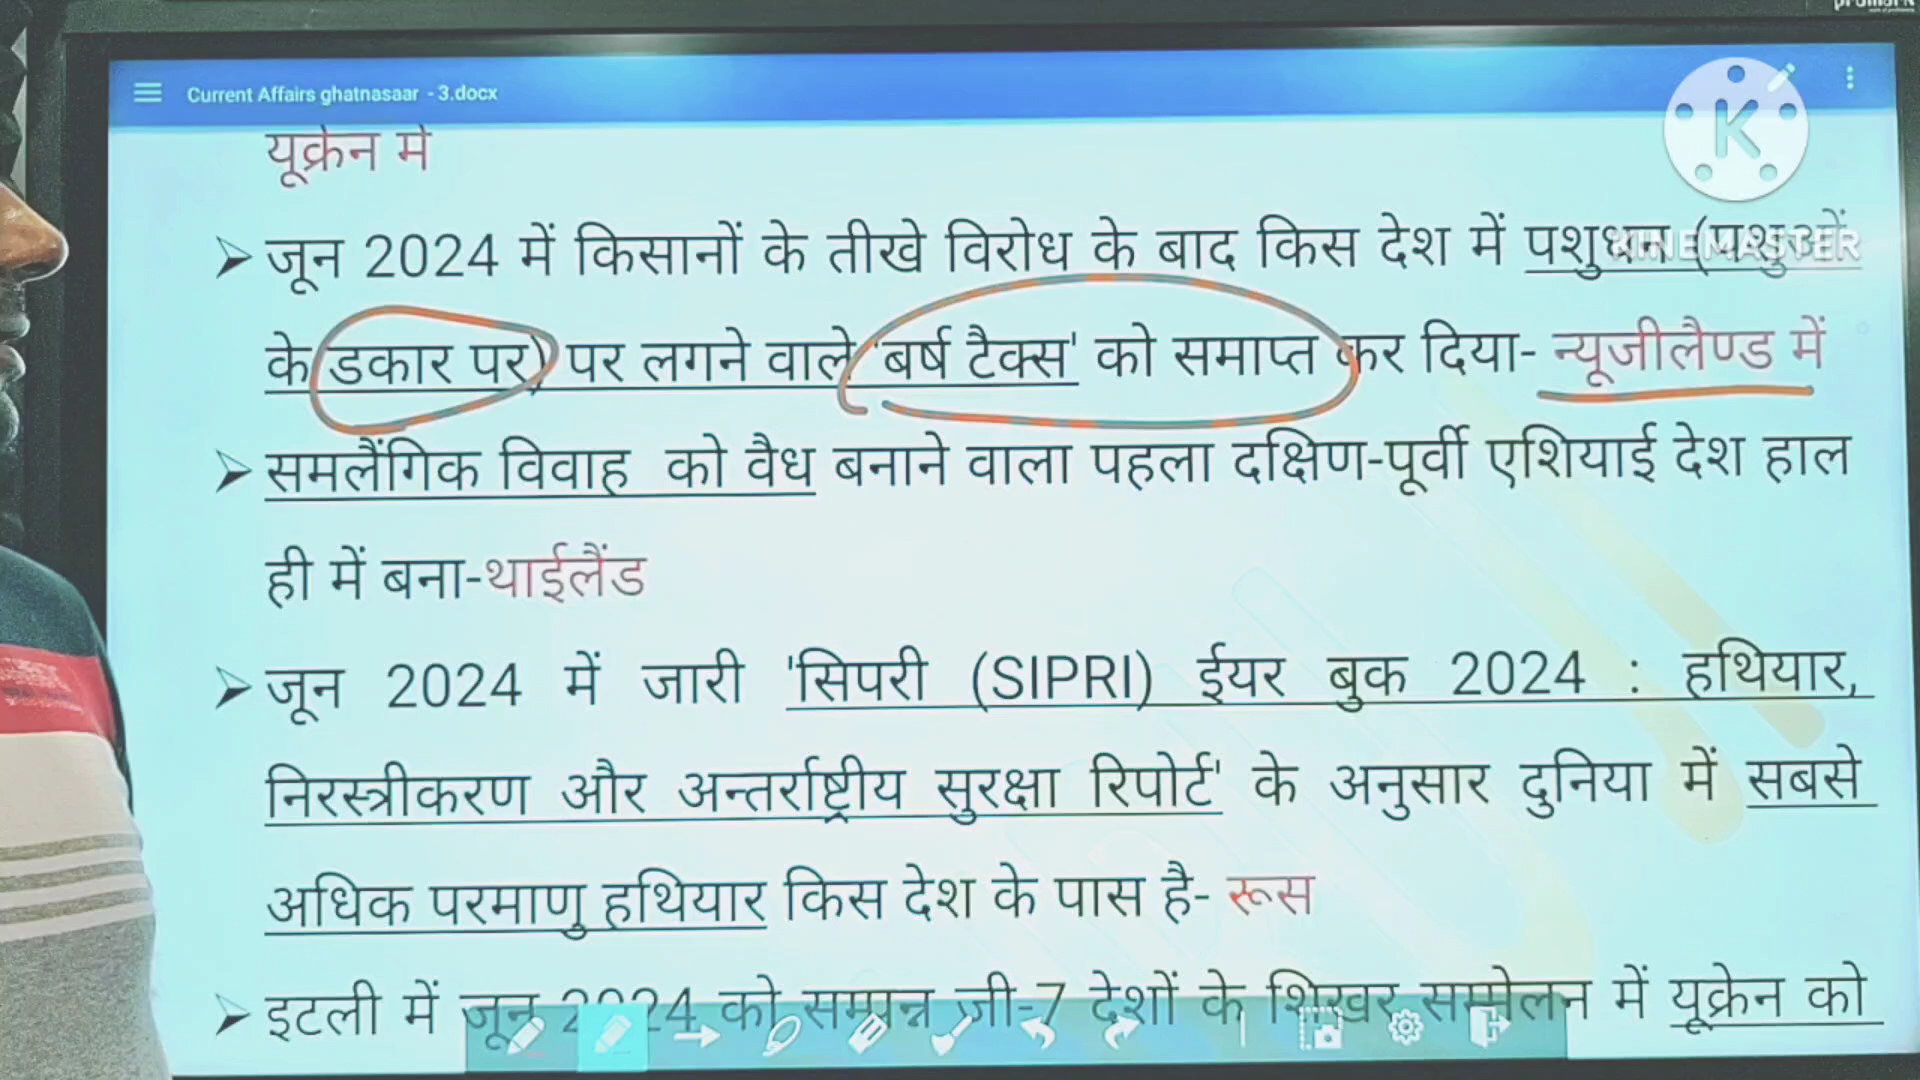 Current Affairs ghatnasaar - 3.docx
K
यूक्रेन में
➤ जून 2024 में किसानों के तीखे विरोध के बाद किस देश में पशुधन (पशुओं
KINEMASTER
के डकार पर) पर लगने वाले 'बर्ष टैक्स' को समाप्त कर दिया- न्यूजीलैण्ड में
➤ समलैंगिक विवाह को वैध बनाने वाला पहला दक्षिण-पूर्वी एशियाई देश हाल
ही में बना-थाईलैंड
➤ जून 2024 में जारी 'सिपरी (SIPRI) ईयर बुक 2024 : हथियार,
निरस्त्रीकरण और अन्तर्राष्ट्रीय सुरक्षा रिपोर्ट' के अनुसार दुनिया में सबसे
अधिक परमाणु हथियार किस देश के पास है- रूस
➤ इटली में जून 2024 को सम्पन्न जी-7 देशों के शिखर सम्मेलन में यूक्रेन को